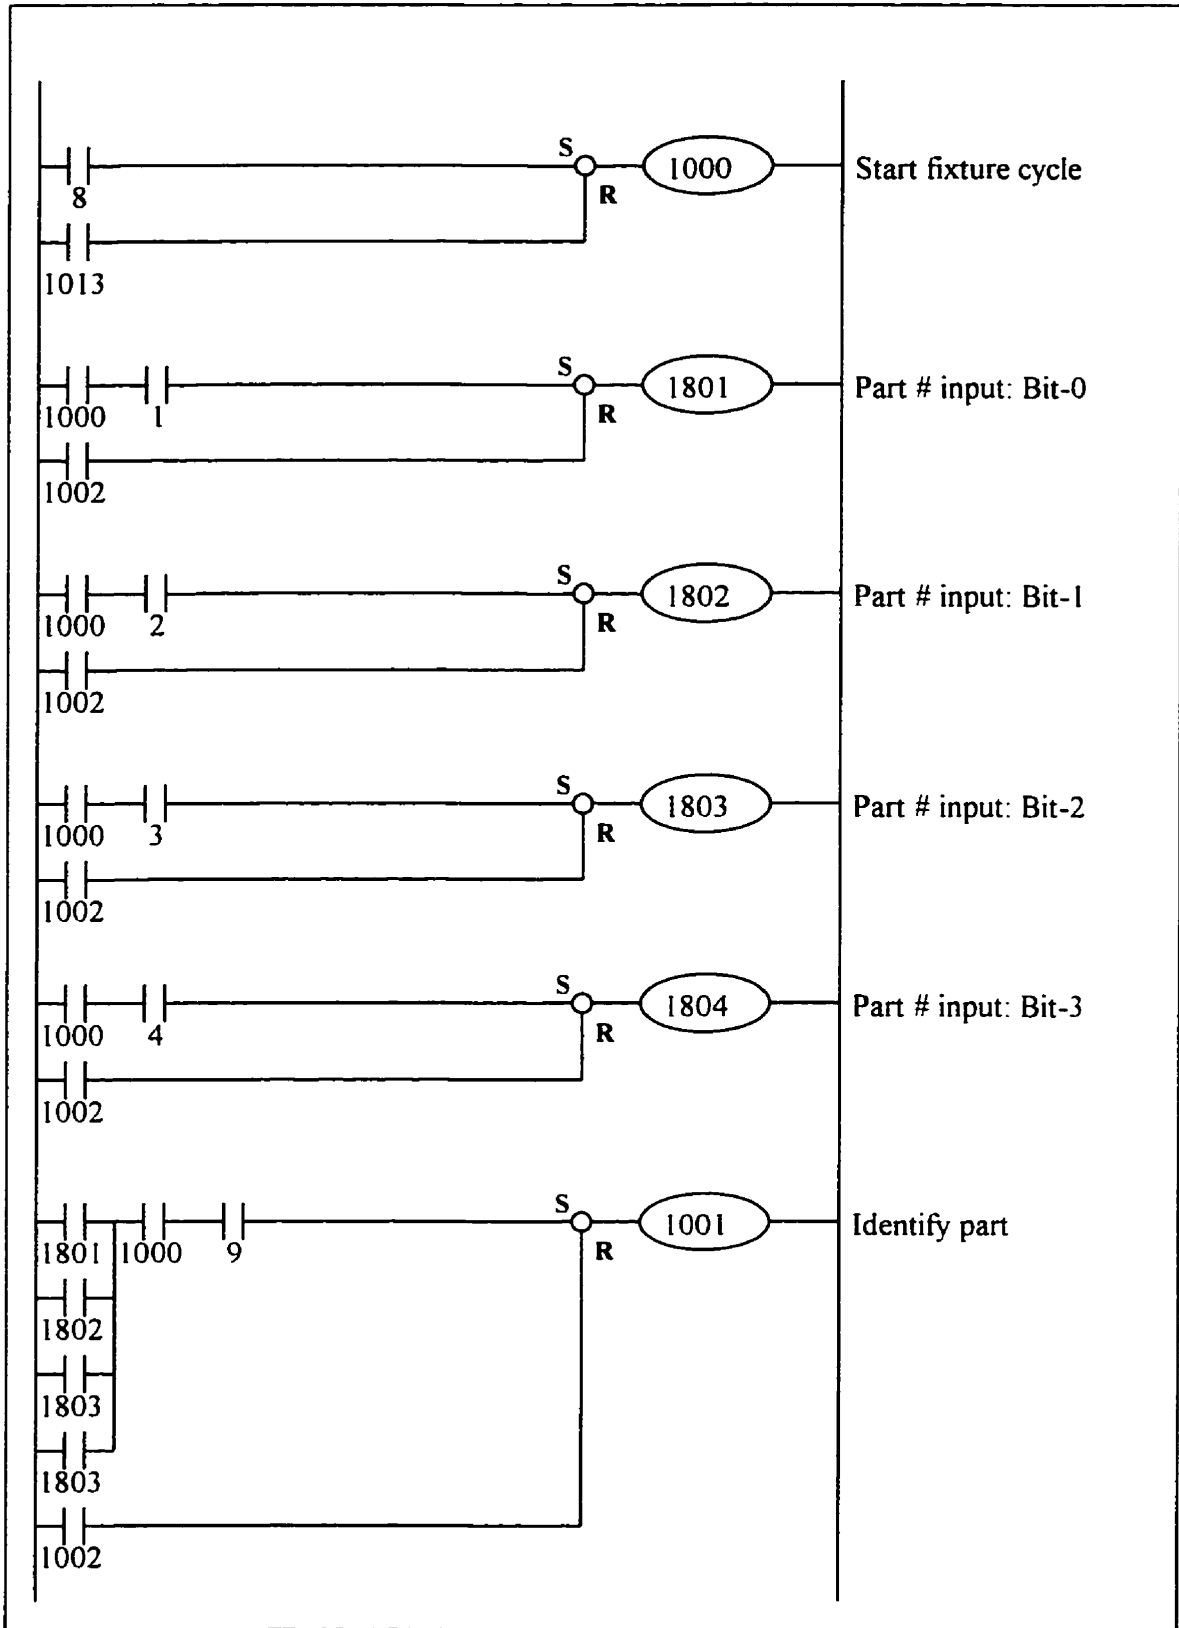 S
1000
Start fixture cycle
8
R
1013
S
1801
Part # input: Bit-0
1000 1
R
1002
S
1802
Part # input: Bit-1
1000 2
R
1002
S
1803
Part # input: Bit-2
1000 3
R
1002
S
1804
Part # input: Bit-3
1000 4
R
1002
S
1001
Identify part
1801 1000 9
R
1802
1803
1803
1002